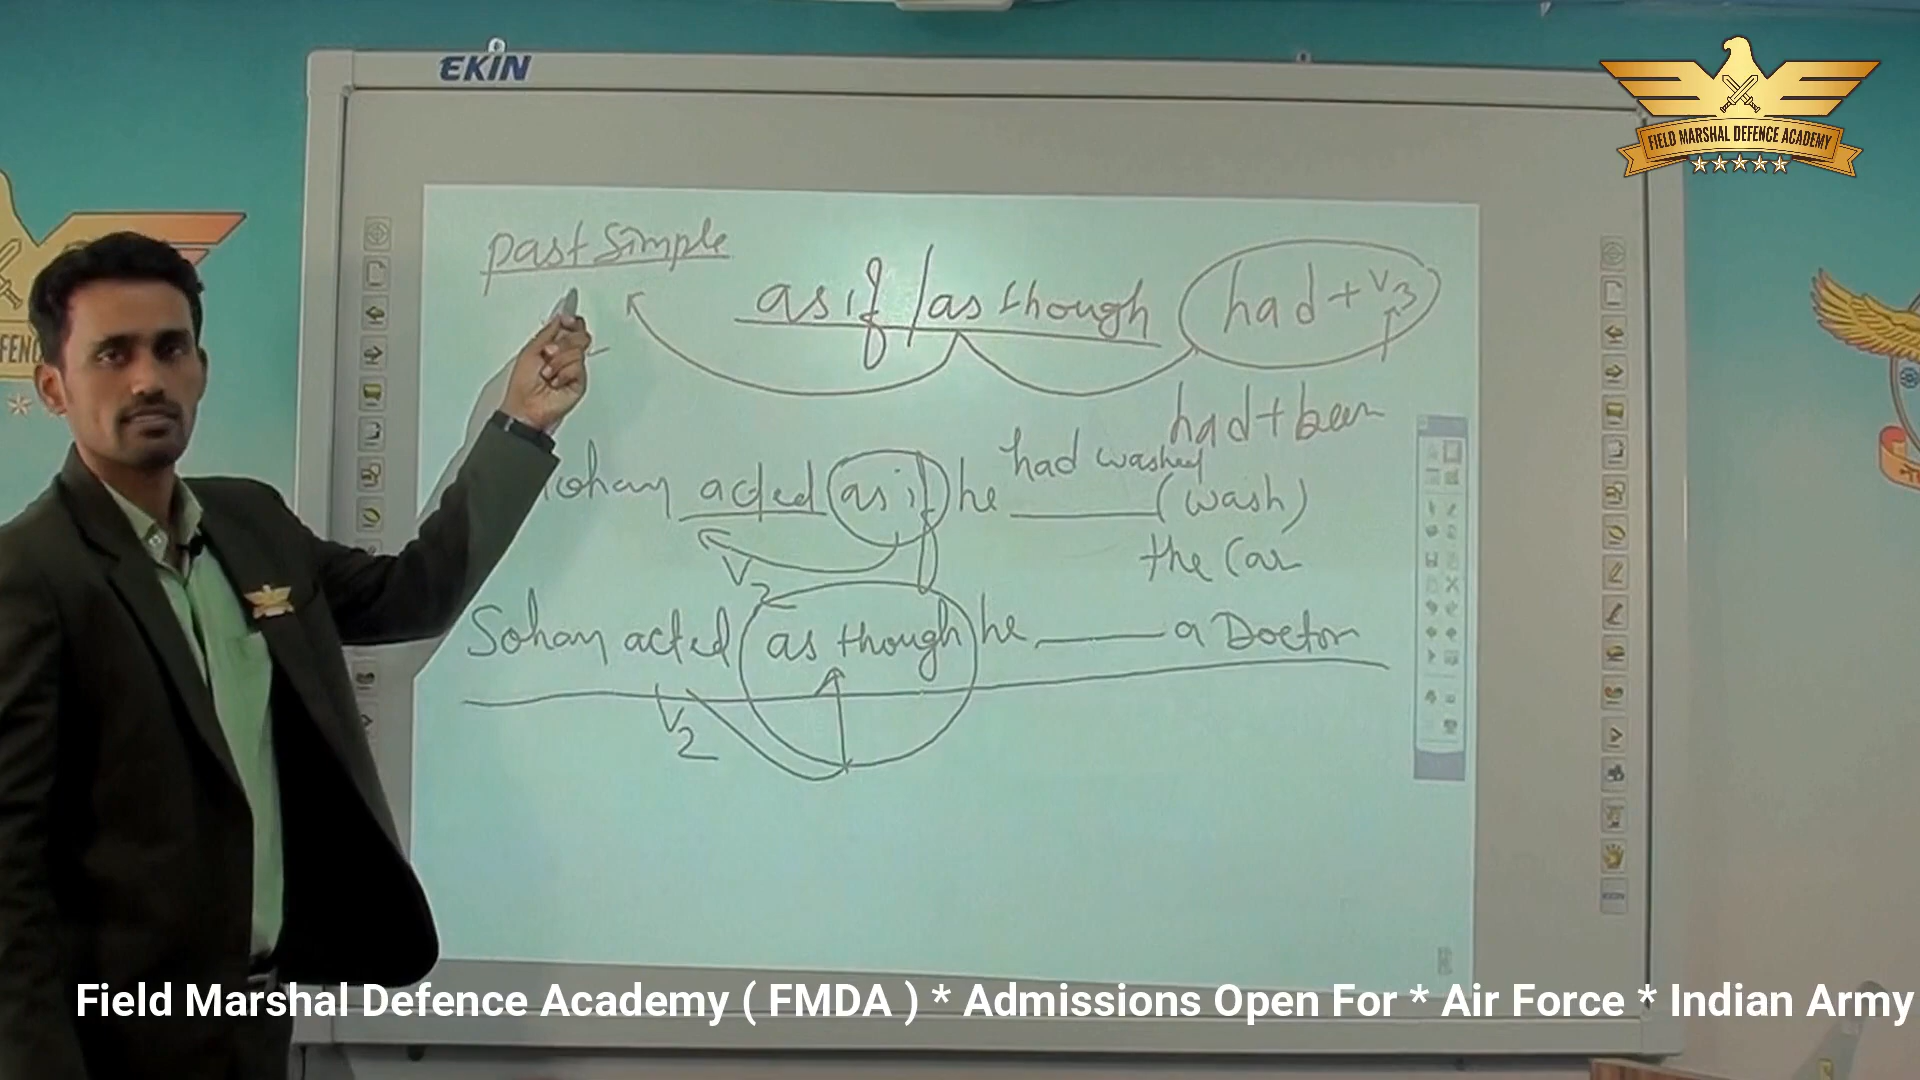 EKIN
FIELD MARSHAL DEFENCE ACADEMY
past simple
as if / as though
had + V3
had + been
had washed
Sohan acted as if he ______ (wash)
the Car
V2
Sohan acted as though he ______ a Doctor
V2
Field Marshal Defence Academy ( FMDA ) * Admissions Open For * Air Force * Indian Army